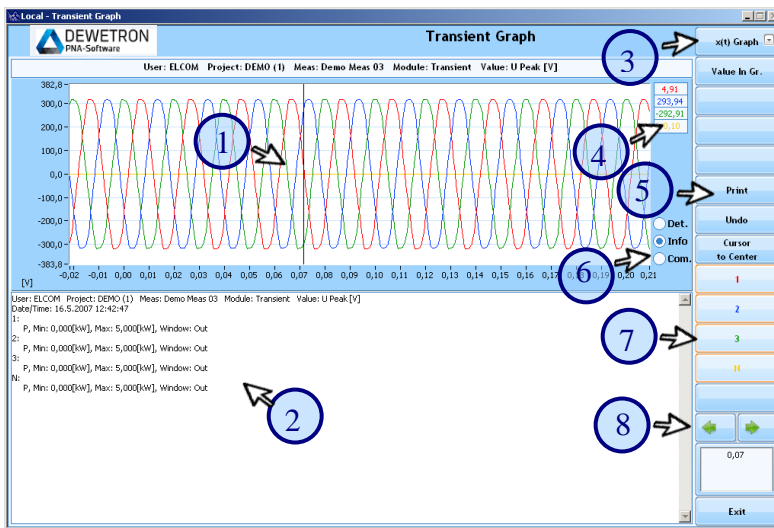 Local - Transient Graph
DEWETRON
PNA-Software
Transient Graph
User: ELCOM Project: DEMO (1) Meas: Demo Meas 03 Module: Transient Value: U Peak [V]
382,8
300,0
200,0
100,0
0,0
-100,0
-200,0
-300,0
-383,8
[V]
-0,02 -0,01 0,00 0,01 0,02 0,03 0,04 0,05 0,06 0,07 0,08 0,09 0,10 0,11 0,12 0,13 0,14 0,15 0,16 0,17 0,18 0,19 0,20 0,21
4,91
293,94
-292,91
0,10
Det.
Info
Com.
1
2
3
4
5
6
7
8
User: ELCOM Project: DEMO (1) Meas: Demo Meas 03 Module: Transient Value: U Peak [V]
Date/Time: 16.5.2007 12:42:47
1:
P, Min: 0,000[kW], Max: 5,000[kW], Window: Out
2:
P, Min: 0,000[kW], Max: 5,000[kW], Window: Out
3:
P, Min: 0,000[kW], Max: 5,000[kW], Window: Out
N:
P, Min: 0,000[kW], Max: 5,000[kW], Window: Out
x(t) Graph
Value In Gr.
Print
Undo
Cursor
to Center
1
2
3
N
0,07
Exit